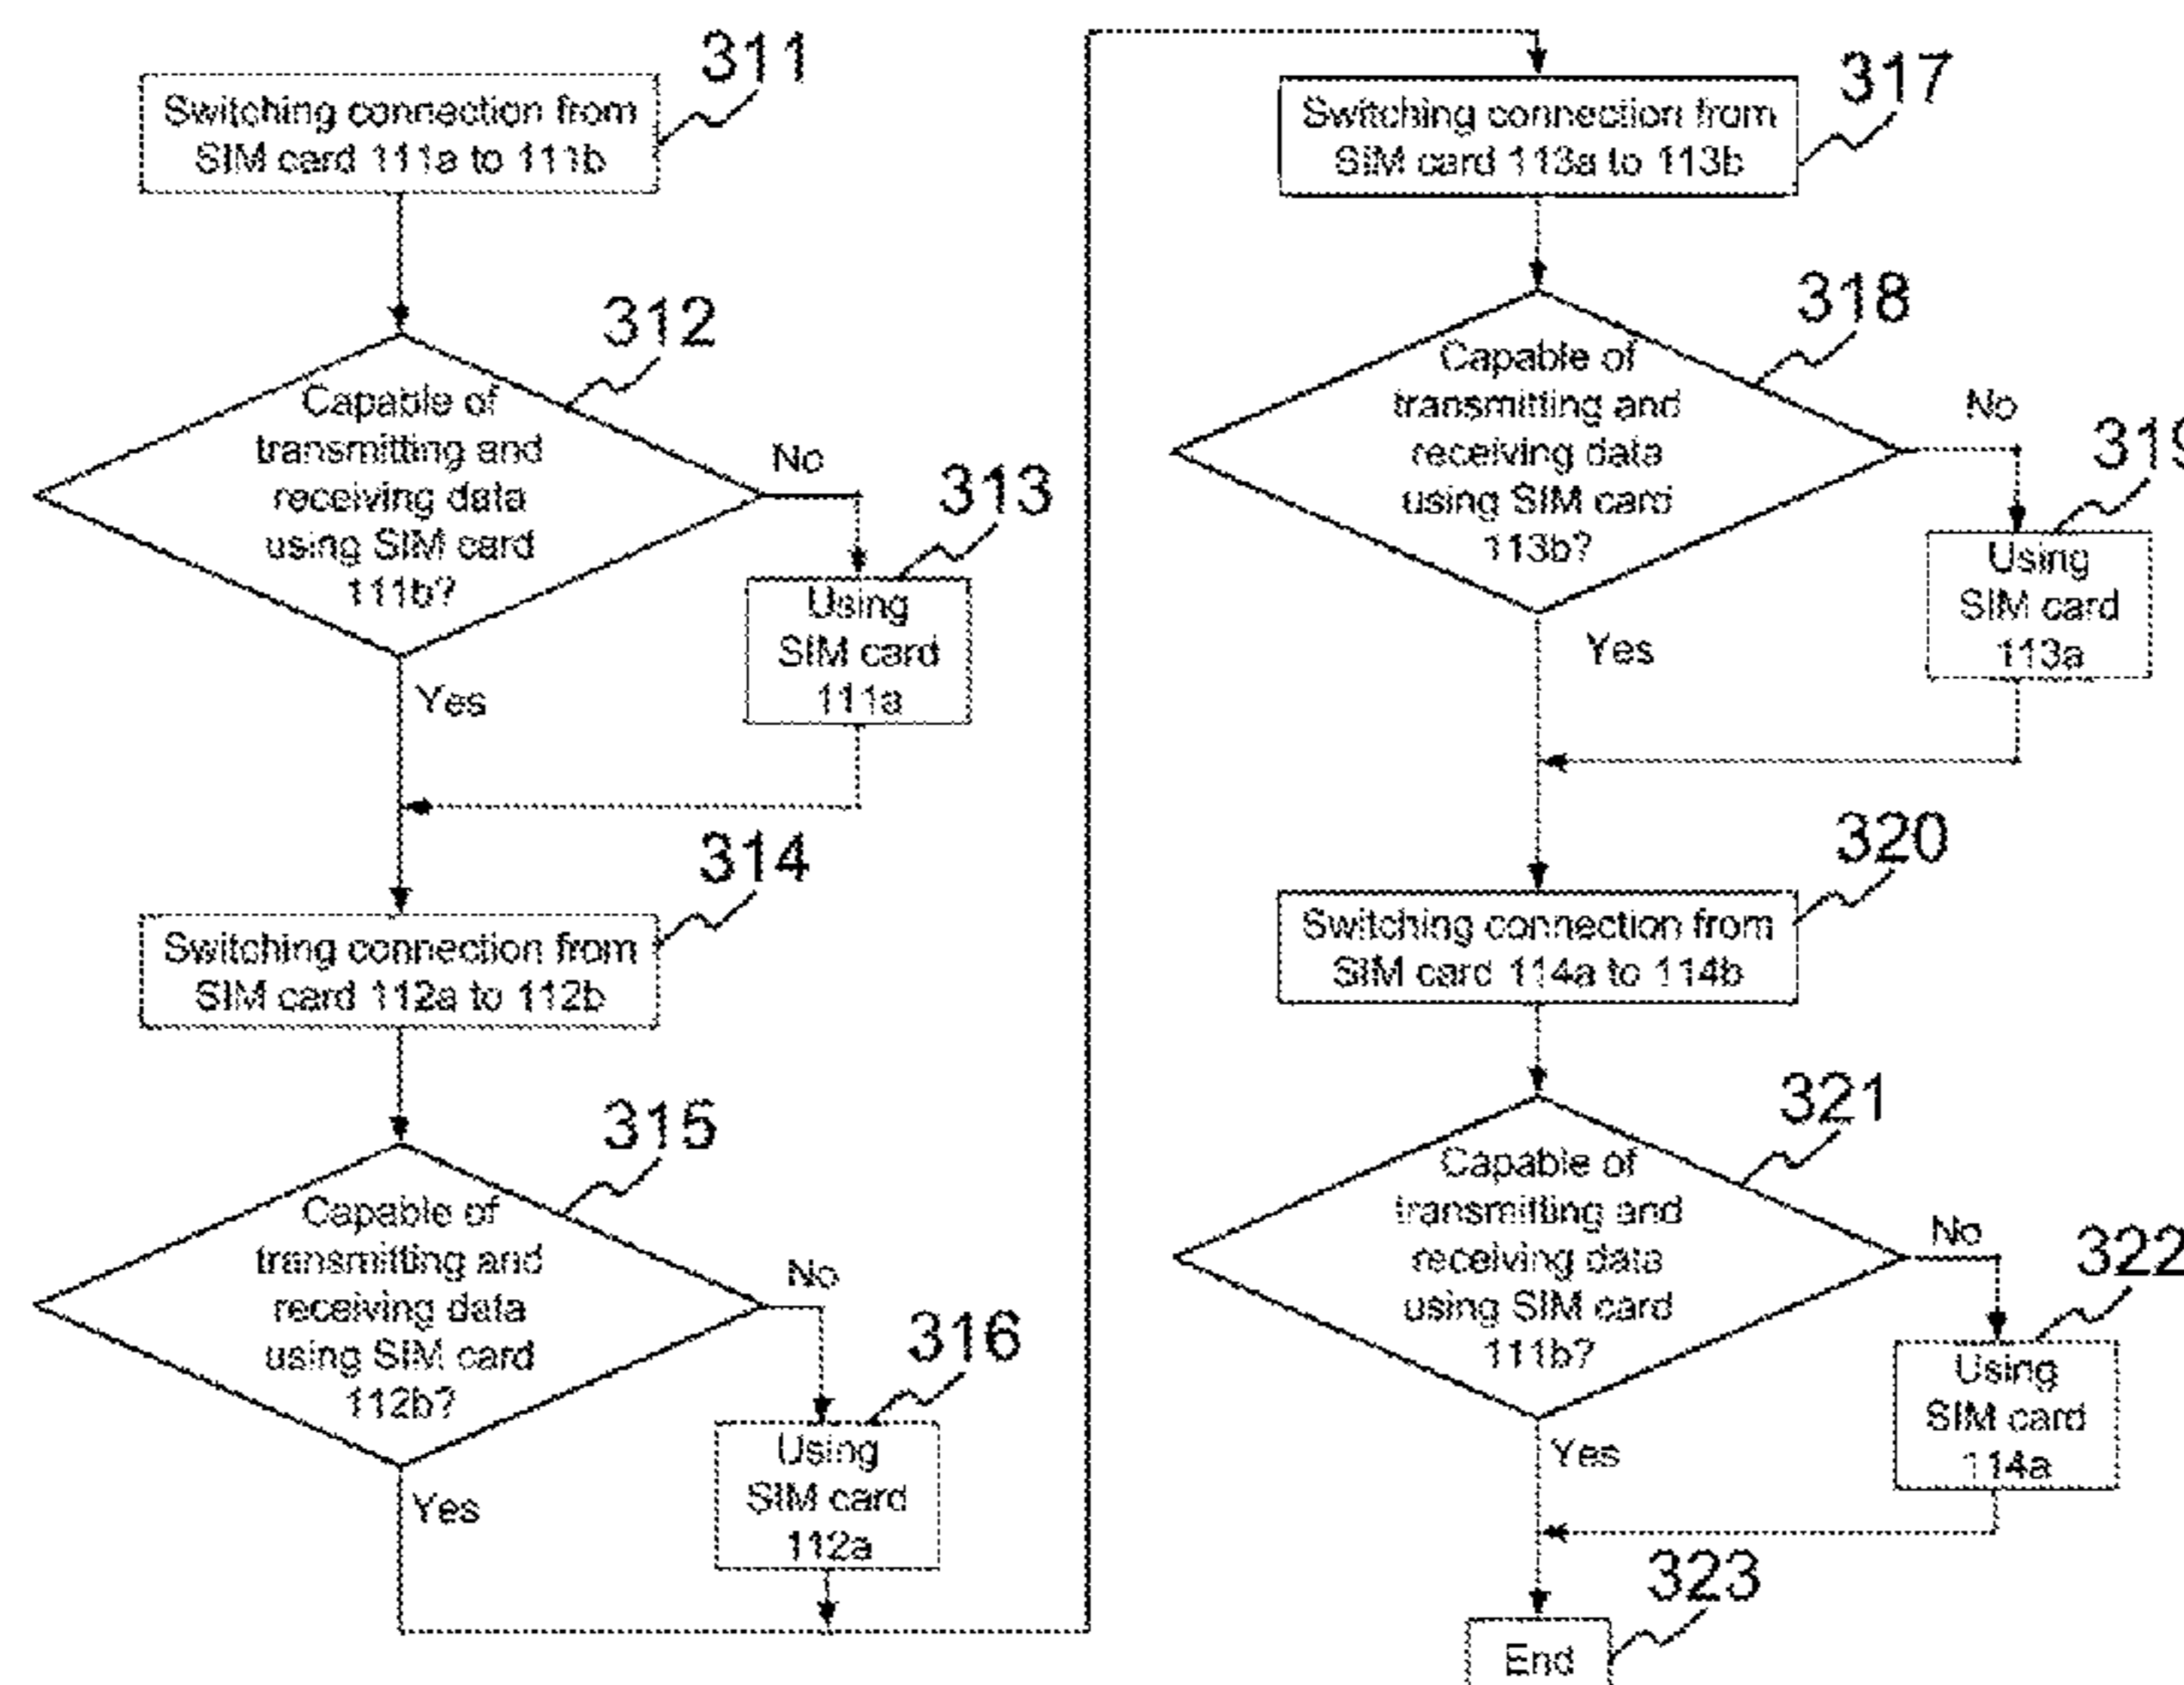 311
Switching connection from
SIM card 111a to 111b
312
Capable of
transmitting and
receiving data
using SIM card
111b?
No
313
Using
SIM card
111a
Yes
314
Switching connection from
SIM card 112a to 112b
315
Capable of
transmitting and
receiving data
using SIM card
112b?
No
316
Using
SIM card
112a
Yes
317
Switching connection from
SIM card 113a to 113b
318
Capable of
transmitting and
receiving data
using SIM card
113b?
No
319
Using
SIM card
113a
Yes
320
Switching connection from
SIM card 114a to 114b
321
Capable of
transmitting and
receiving data
using SIM card
111b?
No
322
Using
SIM card
114a
Yes
323
End